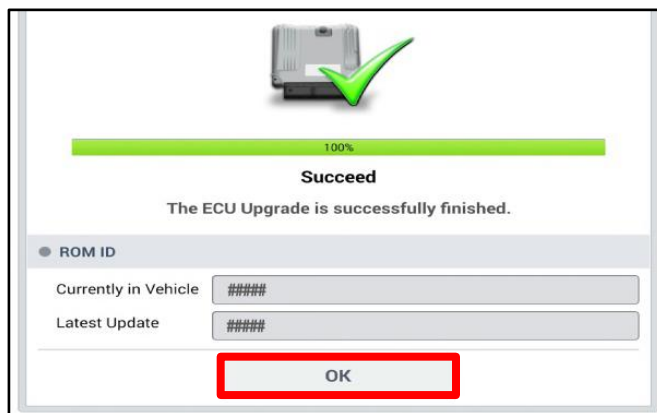 100%
Succeed
The ECU Upgrade is successfully finished.
ROM ID
Currently in Vehicle #####
Latest Update #####
OK